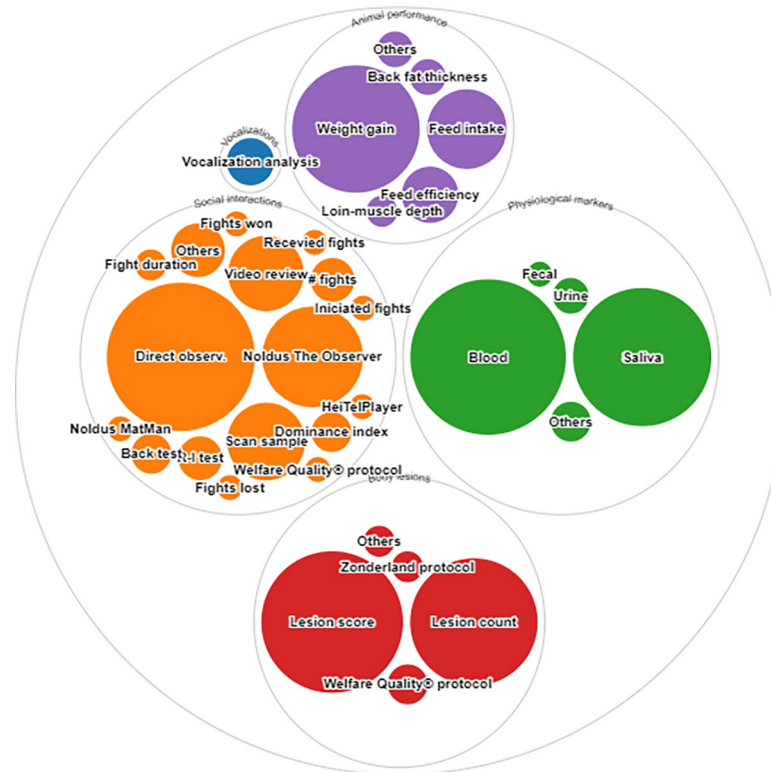 Animal performance
Others
Back fat thickness
Weight gain
Feed intake
Feed efficiency
Loin-muscle depth
Vocalizations
Vocalization analysis
Social interactions
Fights won
Others
Recevied fights
Fight duration
Video review
# fights
Iniciated fights
Direct observ.
Noldus The Observer
HeiTelPlayer
Noldus MatMan
Dominance index
Scan sample
Back test
R-I test
Welfare Quality® protocol
Fights lost
Physiological markers
Fecal
Urine
Blood
Saliva
Others
Body lesions
Others
Zonderland protocol
Lesion score
Lesion count
Welfare Quality® protocol